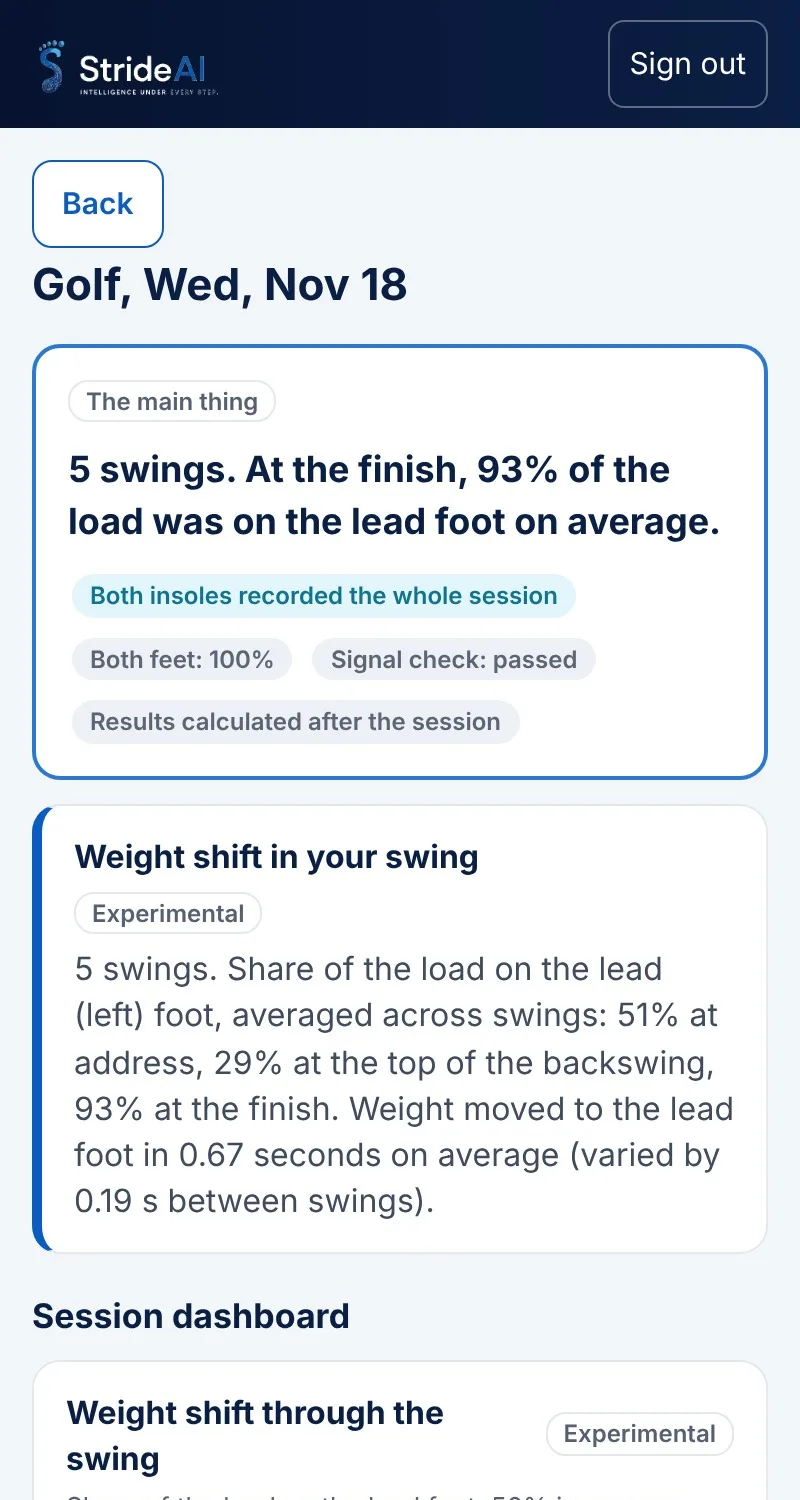 StrideAI
INTELLIGENCE UNDER EVERY STEP.
Sign out
Back
Golf, Wed, Nov 18
The main thing
5 swings. At the finish, 93% of the
load was on the lead foot on average.
Both insoles recorded the whole session
Both feet: 100%
Signal check: passed
Results calculated after the session
Weight shift in your swing
Experimental
5 swings. Share of the load on the lead
(left) foot, averaged across swings: 51% at
address, 29% at the top of the backswing,
93% at the finish. Weight moved to the lead
foot in 0.67 seconds on average (varied by
0.19 s between swings).
Session dashboard
Weight shift through the
swing
Experimental